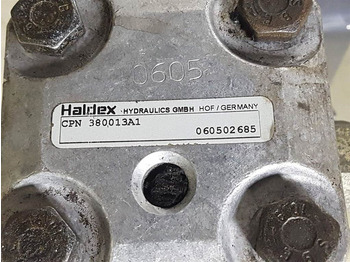 0605
Haldex HYDRAULICS GMBH HOF/GERMANY
CPN 380013A1
060502685